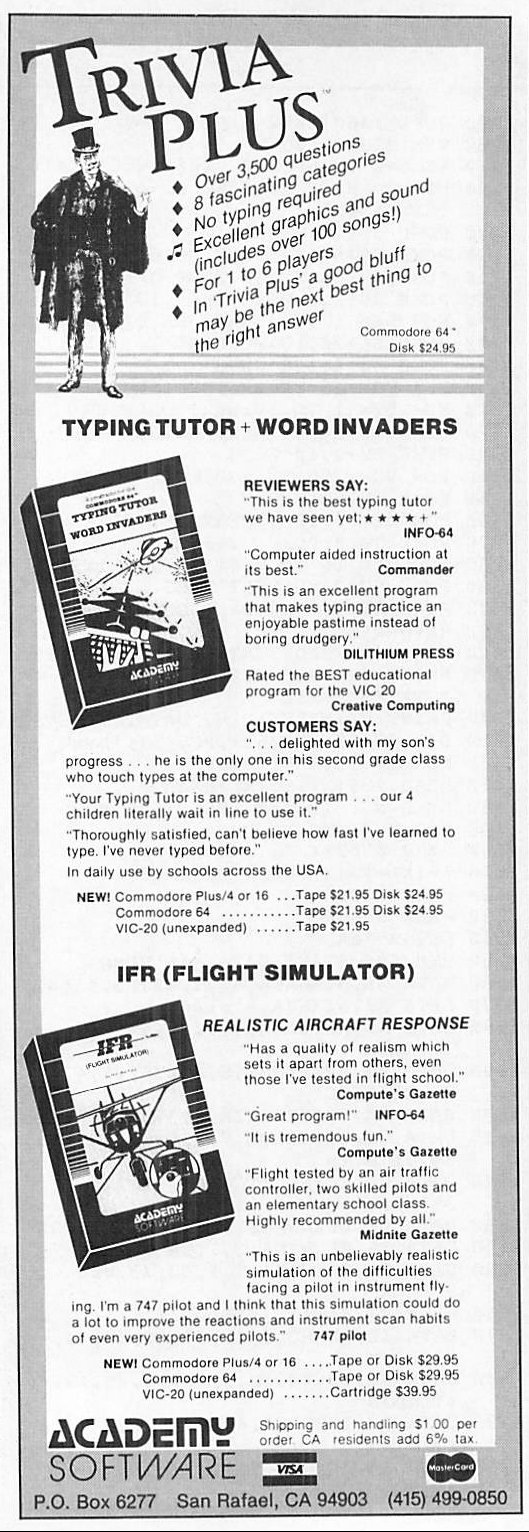 TRIVIA
PLUS™
♦ Over 3,500 questions
♦ 8 fascinating categories
♦ No typing required
♫ Excellent graphics and sound
(includes over 100 songs!)
♦ For 1 to 6 players
♦ In 'Trivia Plus' a good bluff
may be the next best thing to
the right answer
Commodore 64™
Disk $24.95
TYPING TUTOR + WORD INVADERS
COMMODORE 64™
TYPING TUTOR
WORD INVADERS
ACADEMY
REVIEWERS SAY:
"This is the best typing tutor
we have seen yet; ★ ★ ★ ★ +"
INFO-64
"Computer aided instruction at
its best." Commander
"This is an excellent program
that makes typing practice an
enjoyable pastime instead of
boring drudgery."
DILITHIUM PRESS
Rated the BEST educational
program for the VIC 20
Creative Computing
CUSTOMERS SAY:
". . . delighted with my son's
progress . . . he is the only one in his second grade class
who touch types at the computer."
"Your Typing Tutor is an excellent program . . . our 4
children literally wait in line to use it."
"Thoroughly satisfied, can't believe how fast I've learned to
type. I've never typed before."
In daily use by schools across the USA.
NEW! Commodore Plus/4 or 16 ...Tape $21.95 Disk $24.95
Commodore 64 ...........Tape $21.95 Disk $24.95
VIC-20 (unexpanded) ......Tape $21.95
IFR (FLIGHT SIMULATOR)
IFR
(FLIGHT SIMULATOR)
ACADEMY
SOFTWARE
REALISTIC AIRCRAFT RESPONSE
"Has a quality of realism which
sets it apart from others, even
those I've tested in flight school."
Compute's Gazette
"Great program!" INFO-64
"It is tremendous fun."
Compute's Gazette
"Flight tested by an air traffic
controller, two skilled pilots and
an elementary school class.
Highly recommended by all."
Midnite Gazette
"This is an unbelievably realistic
simulation of the difficulties
facing a pilot in instrument fly-
ing. I'm a 747 pilot and I think that this simulation could do
a lot to improve the reactions and instrument scan habits
of even very experienced pilots." 747 pilot
NEW! Commodore Plus/4 or 16 ....Tape or Disk $29.95
Commodore 64 ............Tape or Disk $29.95
VIC-20 (unexpanded) .......Cartridge $39.95
ACADEMY
SOFTWARE
Shipping and handling $1.00 per
order. CA residents add 6% tax.
VISA
MasterCard
P.O. Box 6277 San Rafael, CA 94903 (415) 499-0850